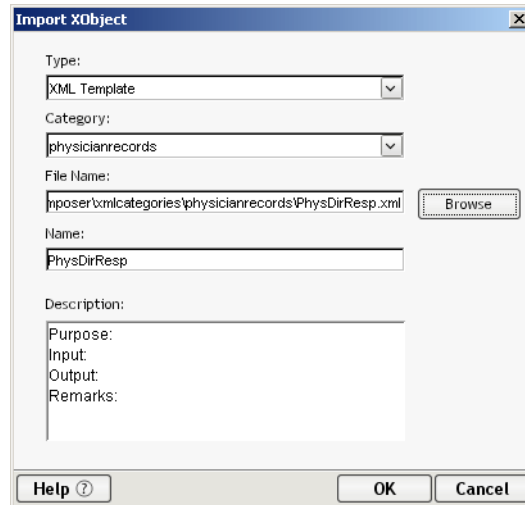 Import XObject
Type:
XML Template
Category:
physicianrecords
File Name:
nposer\xmlcategories\physicianrecords\PhysDirResp.xml
Browse
Name:
PhysDirResp
Description:
Purpose:
Input:
Output:
Remarks:
Help ?
OK
Cancel